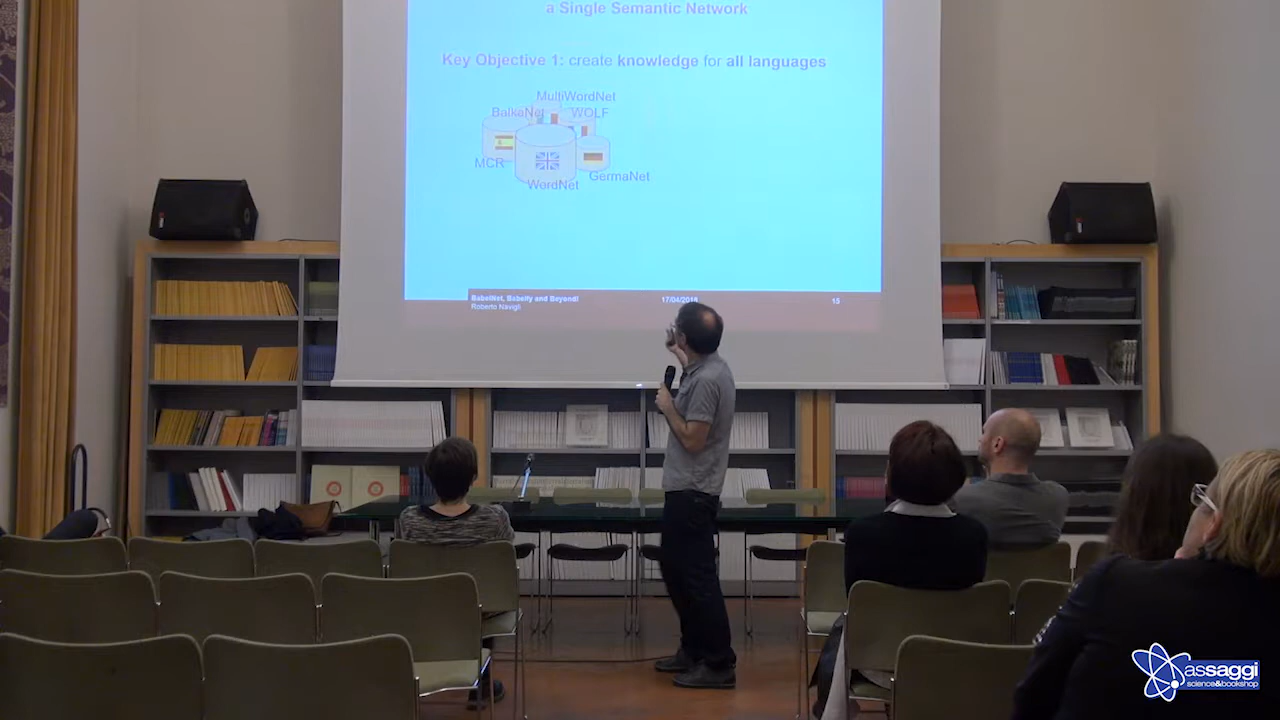 a Single Semantic Network
Key Objective 1: create knowledge for all languages
MultiWordNet
BalkaNet WOLF
MCR
GermaNet
WordNet
BabelNet, Babelfy and Beyond!
17/04/2016
15
Roberto Navigli
assaggi
science&bookshop